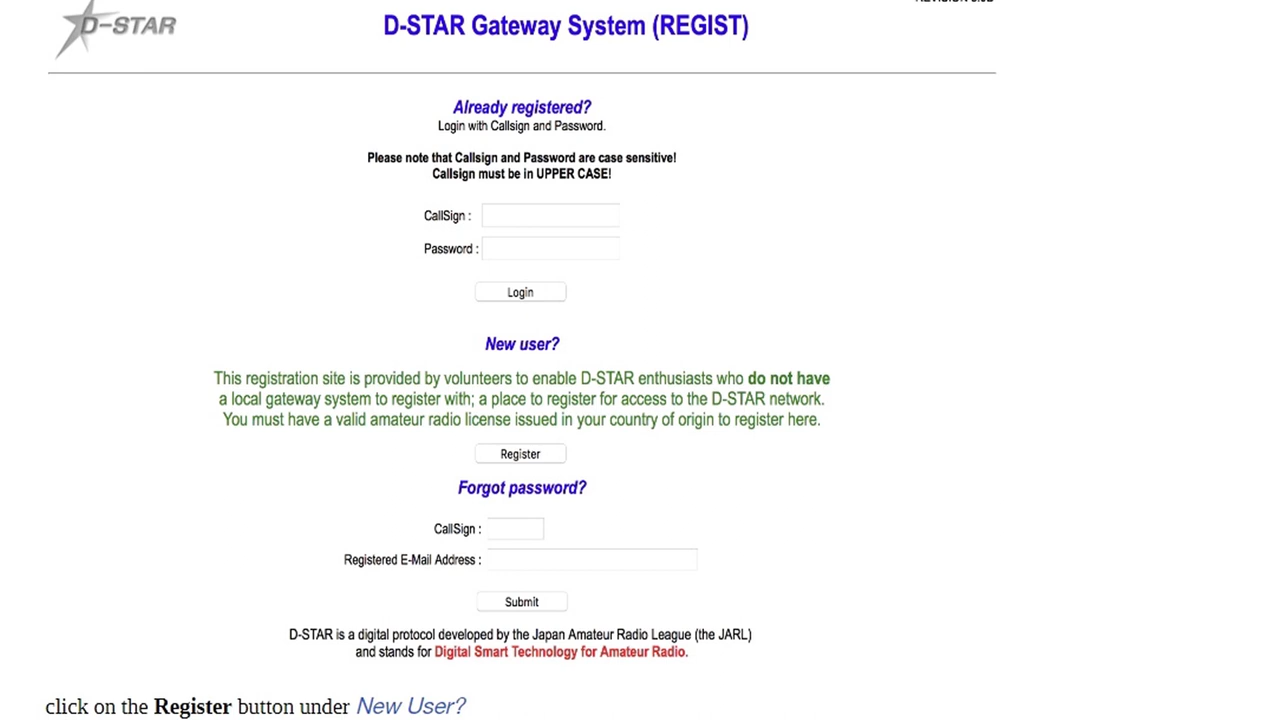 D-STAR
D-STAR Gateway System (REGIST)
Already registered?
Login with Callsign and Password.
Please note that Callsign and Password are case sensitive!
Callsign must be in UPPER CASE!
CallSign :
Password :
Login
New user?
This registration site is provided by volunteers to enable D-STAR enthusiasts who do not have
a local gateway system to register with; a place to register for access to the D-STAR network.
You must have a valid amateur radio license issued in your country of origin to register here.
Register
Forgot password?
CallSign :
Registered E-Mail Address :
Submit
D-STAR is a digital protocol developed by the Japan Amateur Radio League (the JARL)
and stands for Digital Smart Technology for Amateur Radio.
click on the Register button under New User?